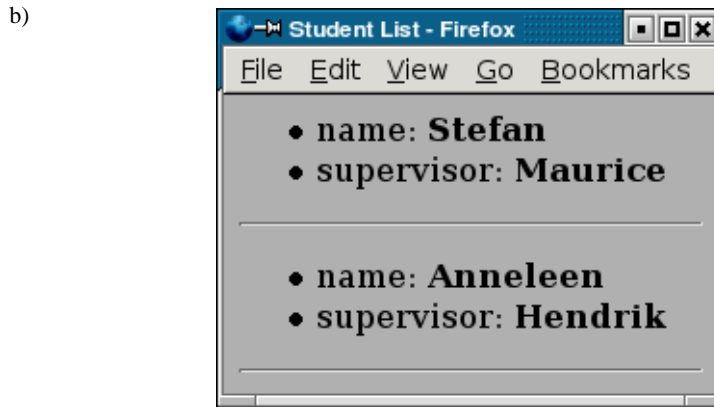 b)
Student List - Firefox
File Edit View Go Bookmarks
• name: Stefan
• supervisor: Maurice
• name: Anneleen
• supervisor: Hendrik